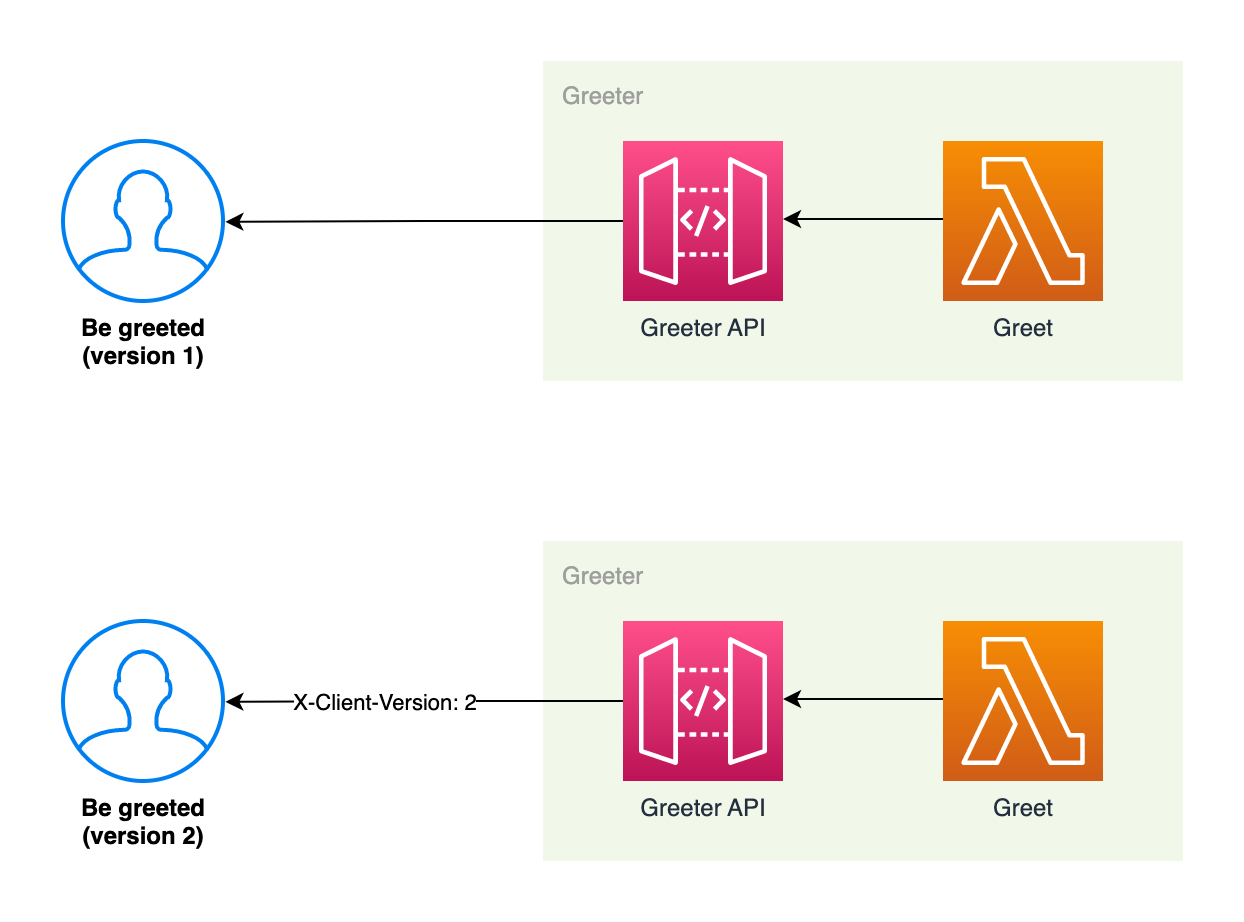 Greeter
</>
Be greeted
(version 1)
Greeter API
Greet
Greeter
X-Client-Version: 2
</>
Be greeted
(version 2)
Greeter API
Greet